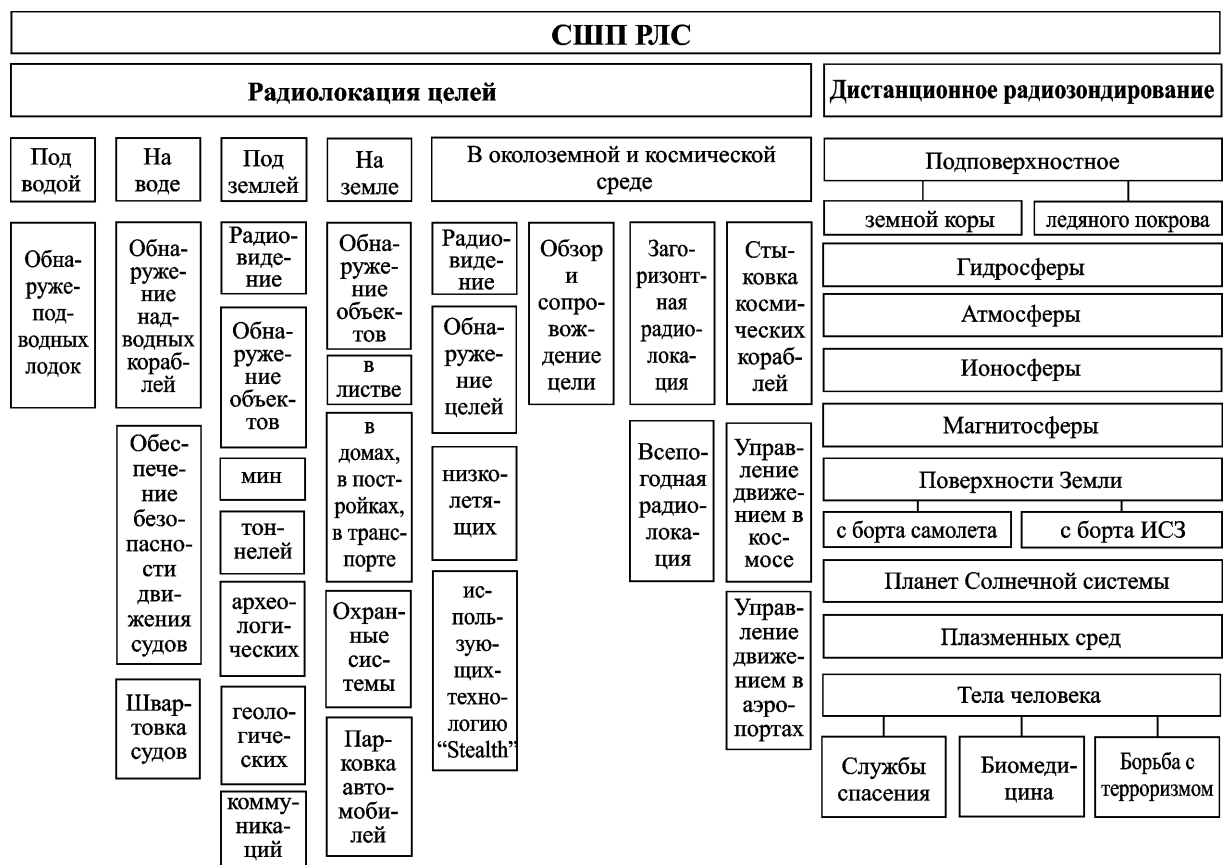 СШП РЛС
Радиолокация целей
Дистанционное радиозондирование
Под
водой
На
воде
Под
землей
На
земле
В околоземной и космической
среде
Обна-
руже-
под-
водных
лодок
Обна-
руже-
ние
над-
водных
кораб-
лей
Обес-
пече-
ние
безо-
пасно-
сти
дви-
жения
судов
Швар-
товка
судов
Радио-
виде-
ние
Обна-
руже-
ние
объек-
тов
мин
тон-
нелей
архео-
логи-
ческих
геоло-
гичес-
ких
комму-
ника-
ций
Обна-
руже-
ние
объек-
тов
в
листве
в
домах,
в пост-
ройках,
в транс-
порте
Охран-
ные
сис-
темы
Пар-
ковка
авто-
моби-
лей
Радио-
виде-
ние
Обна-
руже-
ние
целей
низко-
летя-
щих
ис-
поль-
зую-
щих-
техно-
логию
“Stealth”
Обзор
и
сопро-
вож-
дение
цели
Заго-
ризонт-
ная
радио-
лока-
ция
Всепо-
годная
радио-
лока-
ция
Сты-
ковка
косми-
ческих
кораб-
лей
Управ-
ление
движе-
нием в
кос-
мосе
Управ-
ление
движе-
нием в
аэро-
портах
Подповерхностное
земной коры
ледяного покрова
Гидросферы
Атмосферы
Ионосферы
Магнитосферы
Поверхности Земли
с борта самолета
с борта ИСЗ
Планет Солнечной системы
Плазменных сред
Тела человека
Службы
спасения
Биомеди-
цина
Борьба с
терроризмом